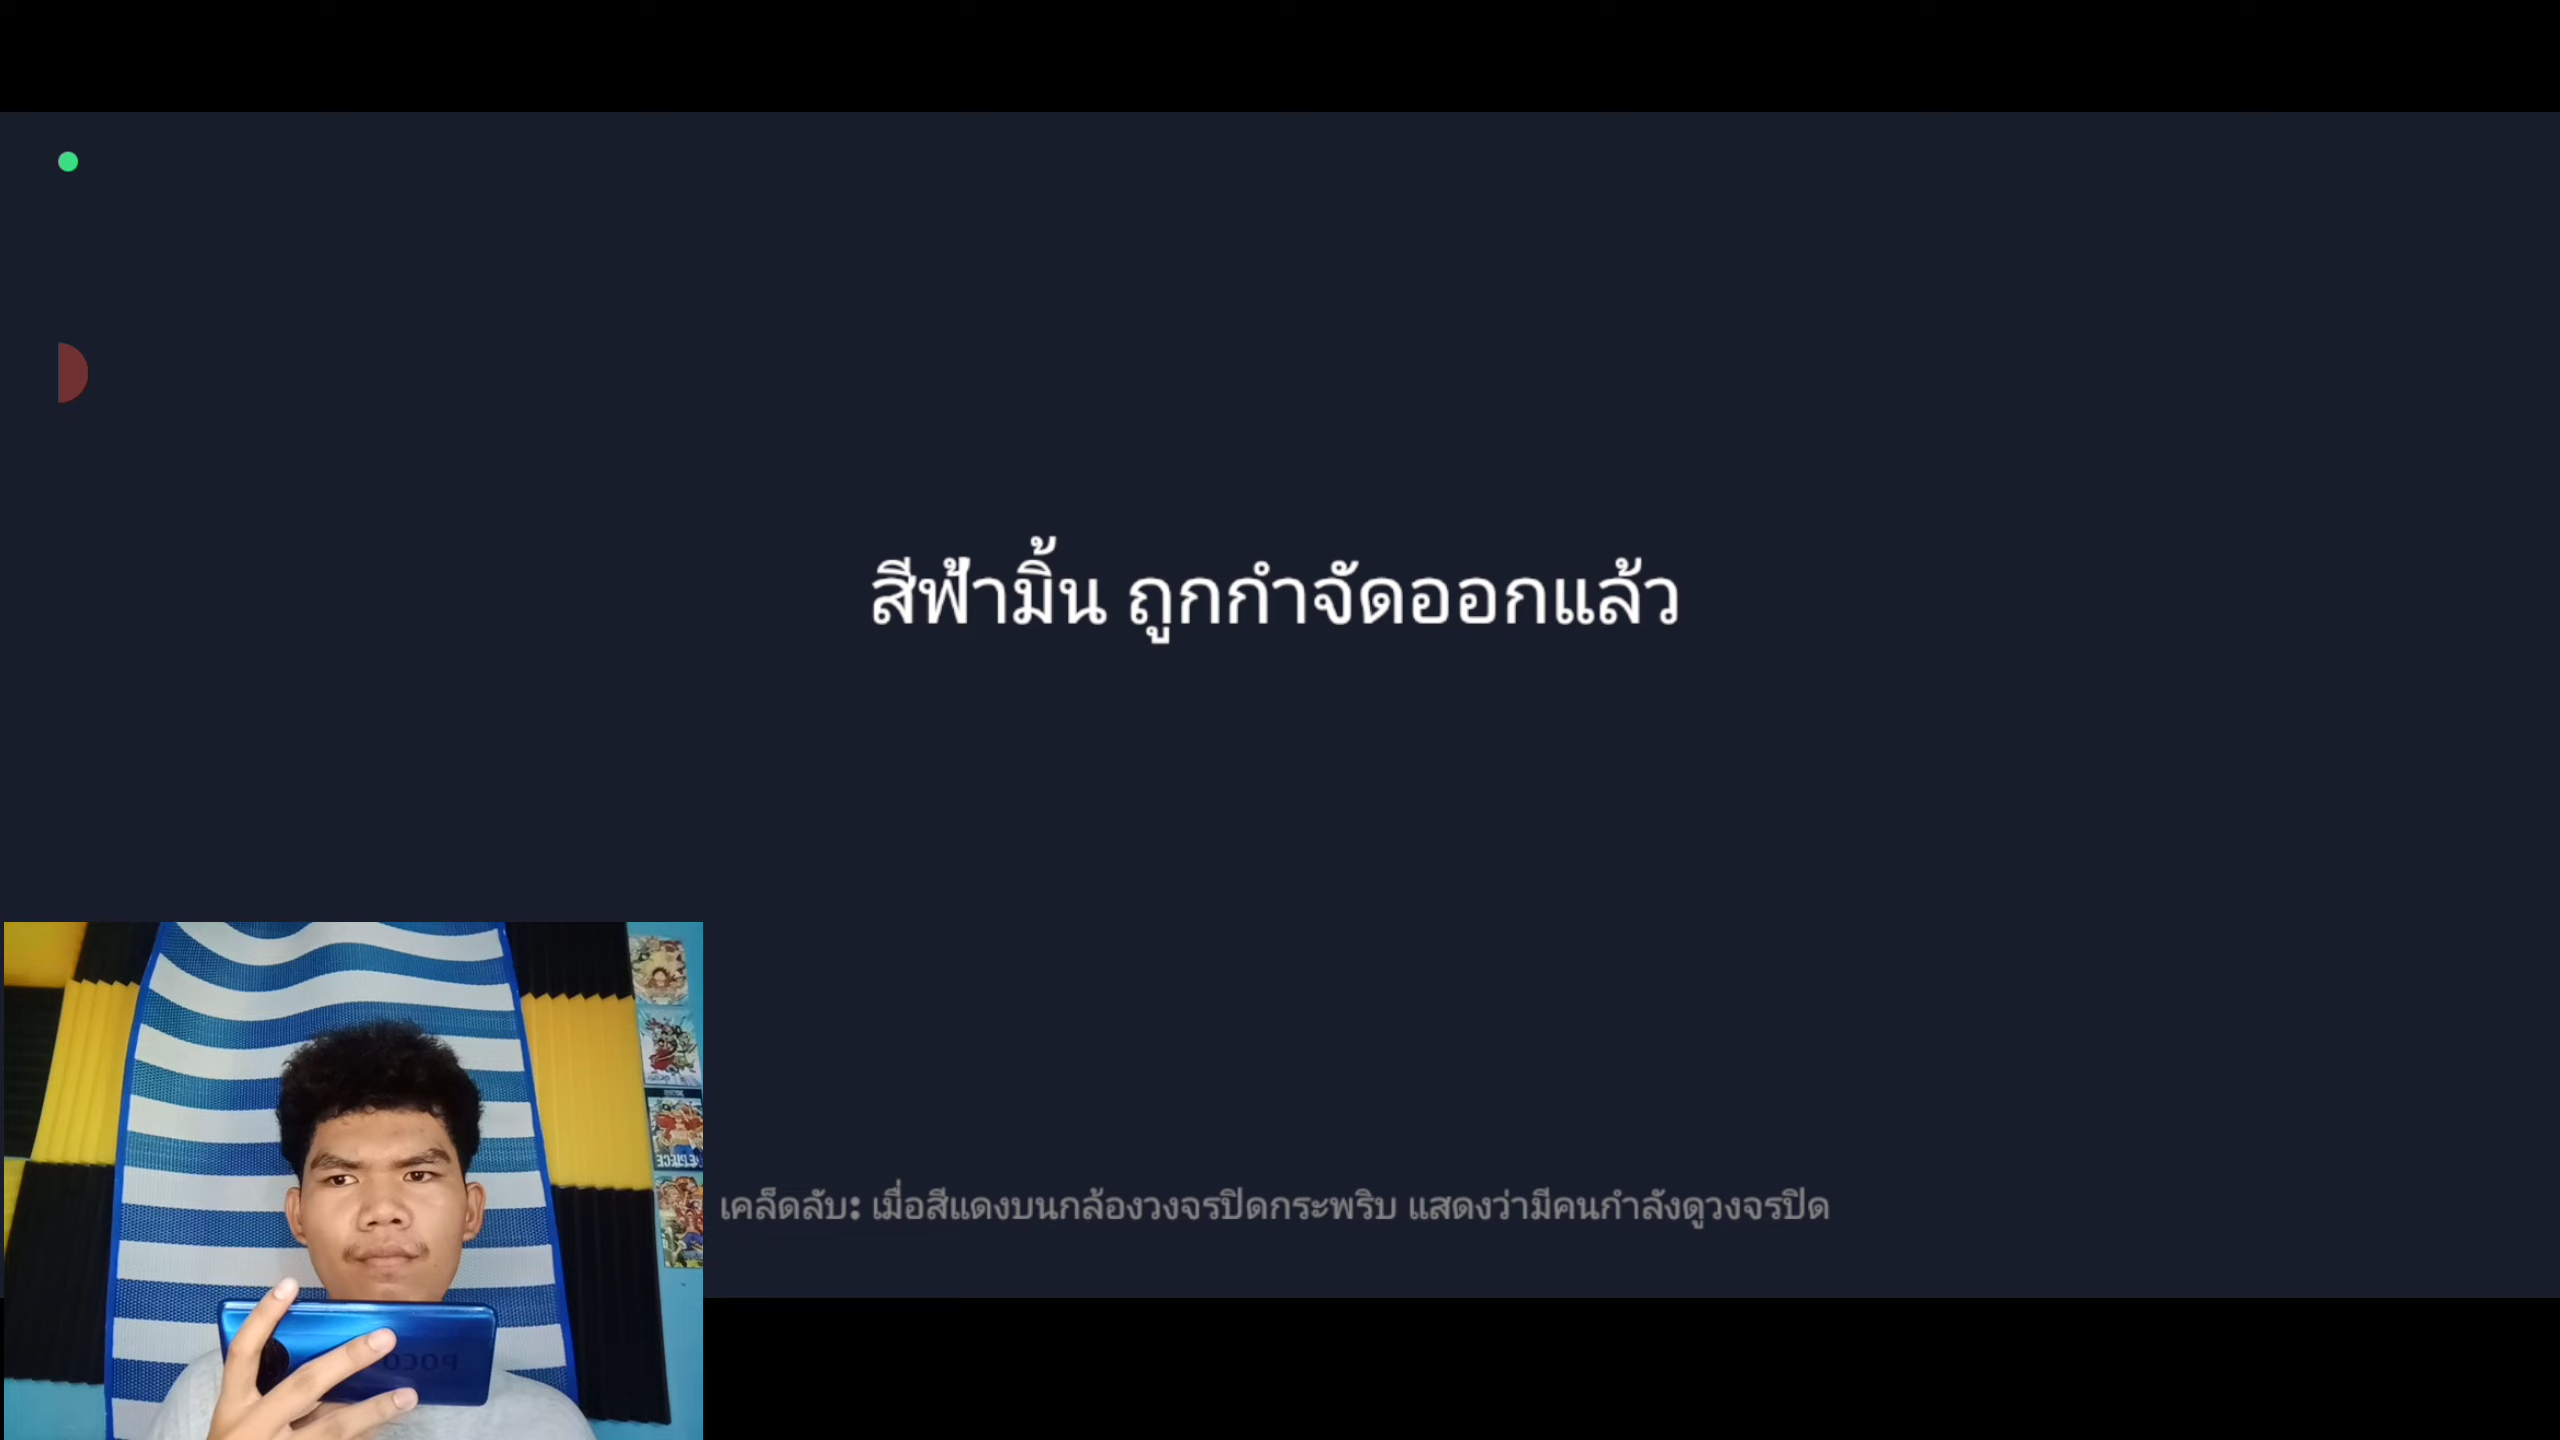 สีฟ้ามิ้น ถูกกำจัดออกแล้ว
เคล็ดลับ: เมื่อสีแดงบนกล้องวงจรปิดกระพริบ แสดงว่ามีคนกำลังดูวงจรปิด
POCO